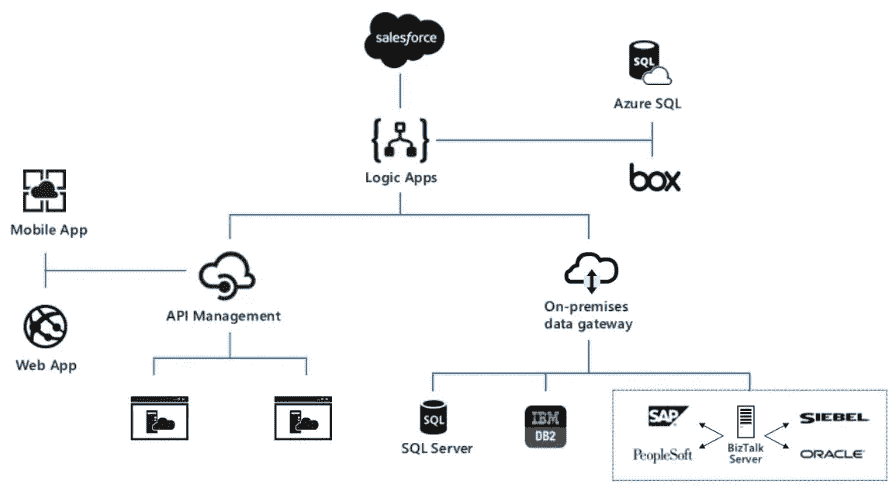 salesforce
SQL
Azure SQL
Logic Apps
box
Mobile App
API Management
On-premises
data gateway
Web App
SQL
SQL Server
IBM
DB2
SAP
PeopleSoft
BizTalk
Server
SIEBEL
ORACLE